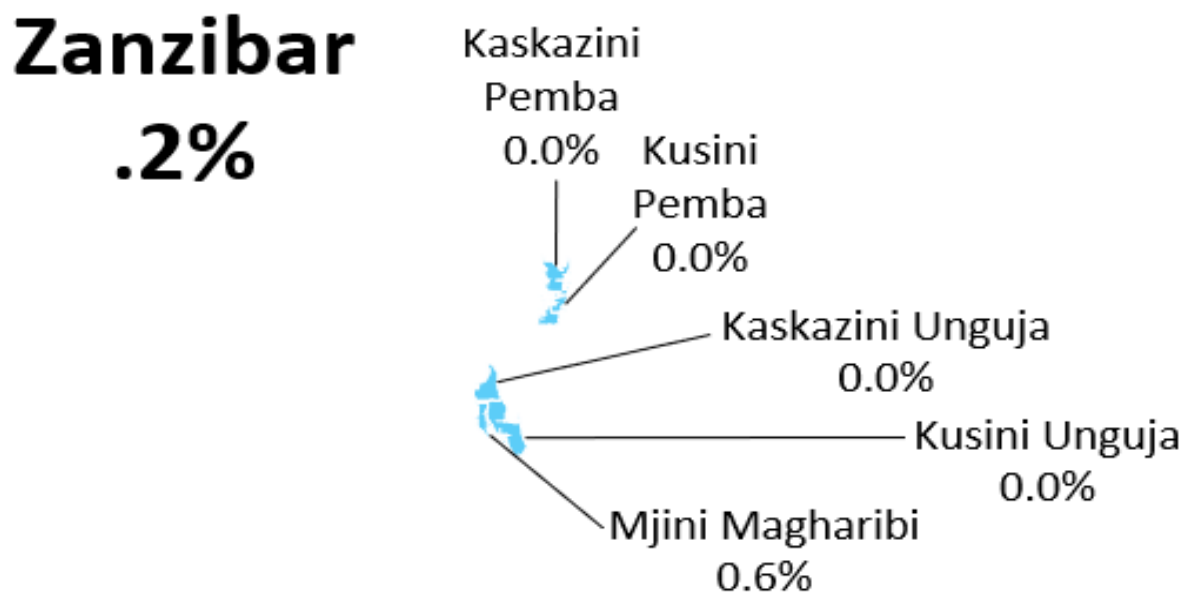 Zanzibar
.2%
Kaskazini
Pemba
0.0%
Kusini
Pemba
0.0%
Kaskazini Unguja
0.0%
Kusini Unguja
0.0%
Mjini Magharibi
0.6%